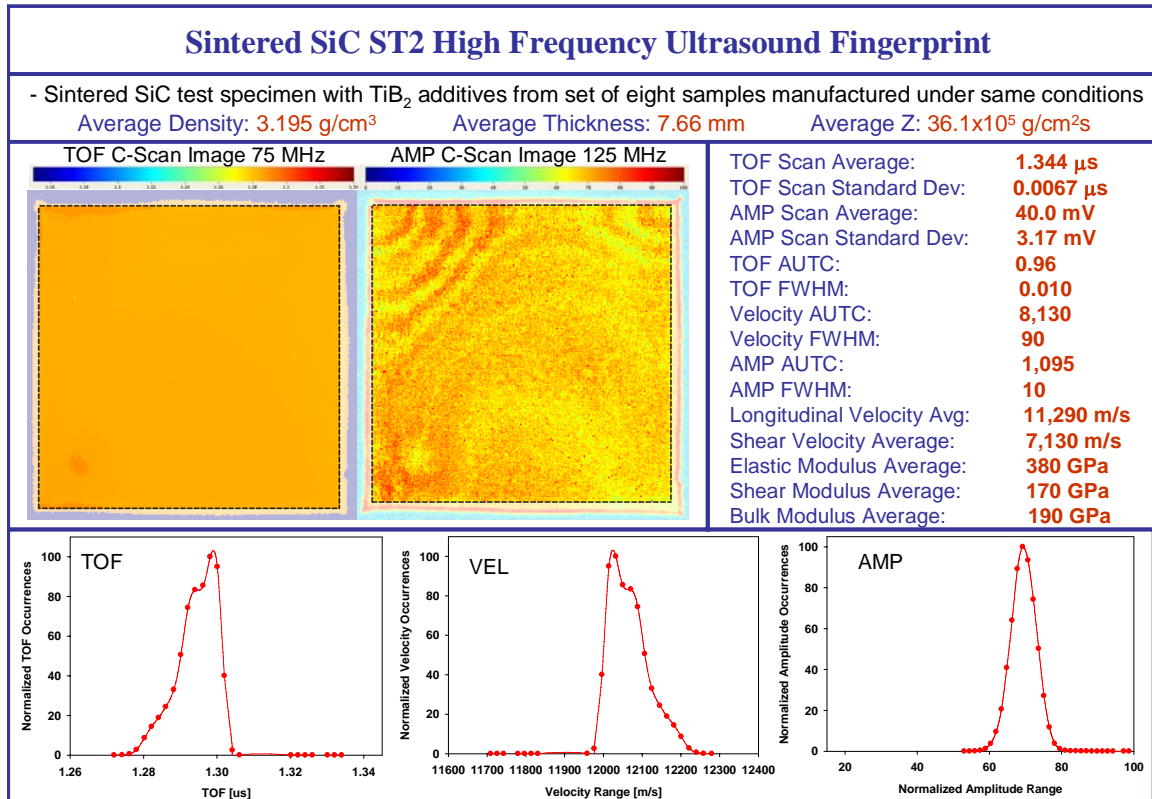 Sintered SiC ST2 High Frequency Ultrasound Fingerprint
- Sintered SiC test specimen with TiB₂ additives from set of eight samples manufactured under same conditions
Average Density: 3.195 g/cm³ Average Thickness: 7.66 mm Average Z: 36.1x10⁵ g/cm²s
TOF C-Scan Image 75 MHz
AMP C-Scan Image 125 MHz
TOF Scan Average: 1.344 μs
TOF Scan Standard Dev: 0.0067 μs
AMP Scan Average: 40.0 mV
AMP Scan Standard Dev: 3.17 mV
TOF AUTC: 0.96
TOF FWHM: 0.010
Velocity AUTC: 8,130
Velocity FWHM: 90
AMP AUTC: 1,095
AMP FWHM: 10
Longitudinal Velocity Avg: 11,290 m/s
Shear Velocity Average: 7,130 m/s
Elastic Modulus Average: 380 GPa
Shear Modulus Average: 170 GPa
Bulk Modulus Average: 190 GPa
TOF
Normalized TOF Occurrences
100
80
60
40
20
0
1.26 1.28 1.30 1.32 1.34
TOF [us]
VEL
Normalized Velocity Occurrences
100
80
60
40
20
0
11600 11700 11800 11900 12000 12100 12200 12300 12400
Velocity Range [m/s]
AMP
Normalized Amplitude Occurrences
100
80
60
40
20
0
20 40 60 80 100
Normalized Amplitude Range